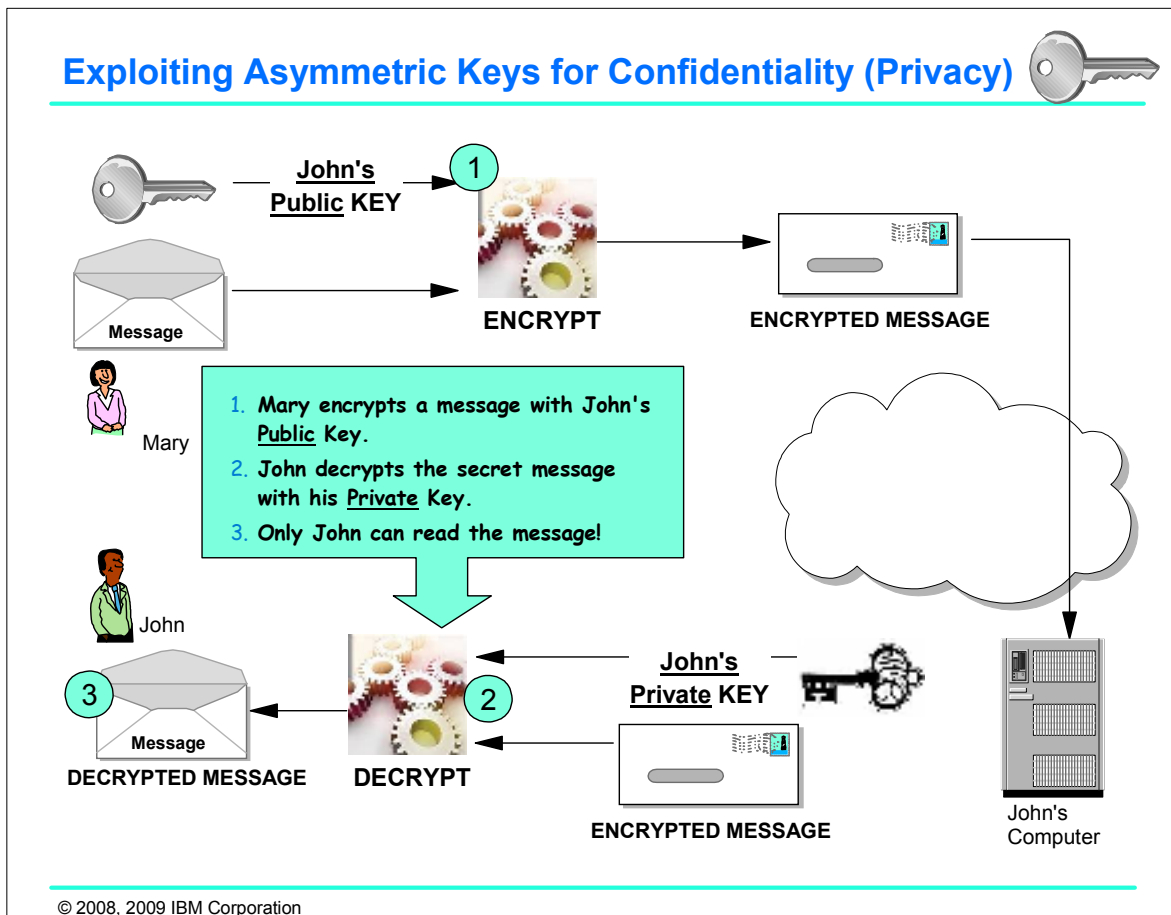 Exploiting Asymmetric Keys for Confidentiality (Privacy)
John's
Public KEY
1
Message
ENCRYPT
ENCRYPTED MESSAGE
Mary
1. Mary encrypts a message with John's
Public Key.
2. John decrypts the secret message
with his Private Key.
3. Only John can read the message!
John
3
Message
DECRYPTED MESSAGE
2
DECRYPT
John's
Private KEY
ENCRYPTED MESSAGE
John's
Computer
© 2008, 2009 IBM Corporation